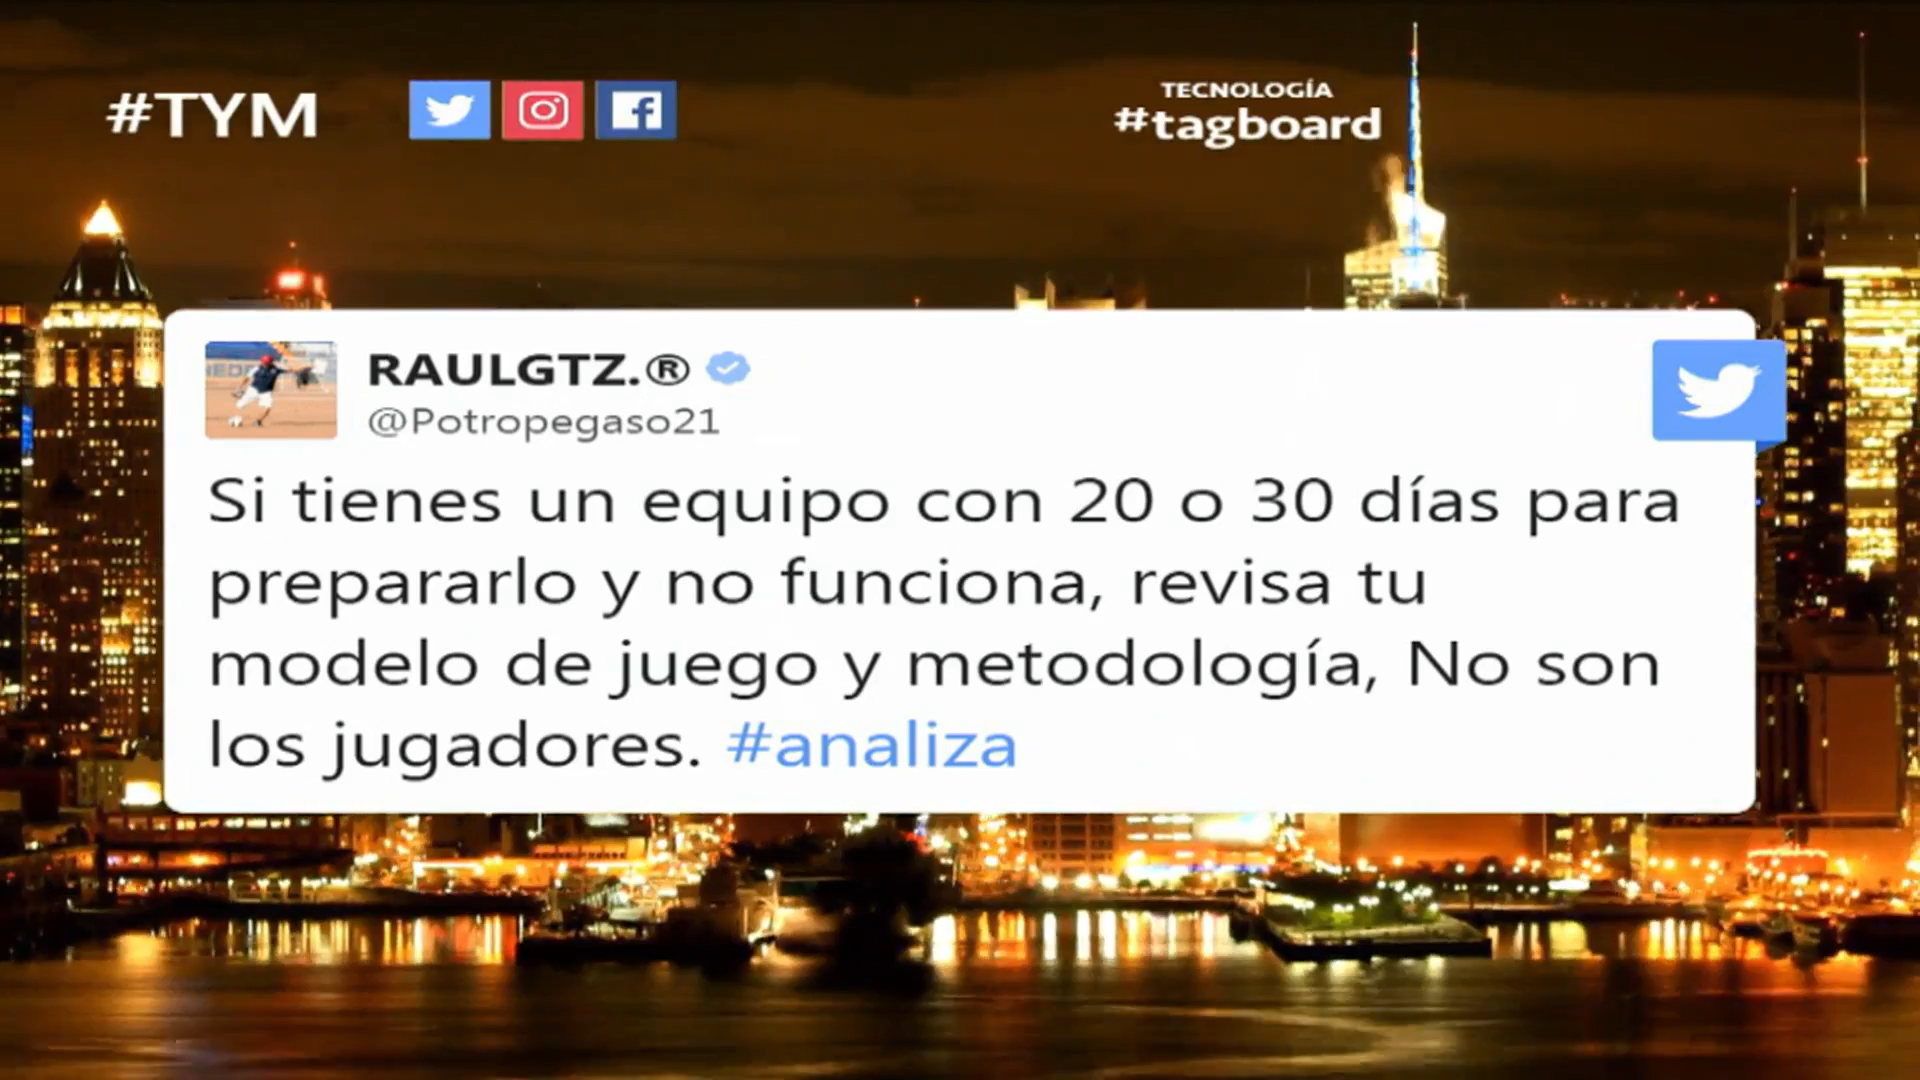 #TYM
TECNOLOGÍA
#tagboard
RAULGTZ.®
@Potropegaso21
Si tienes un equipo con 20 o 30 días para
prepararlo y no funciona, revisa tu
modelo de juego y metodología, No son
los jugadores. #analiza